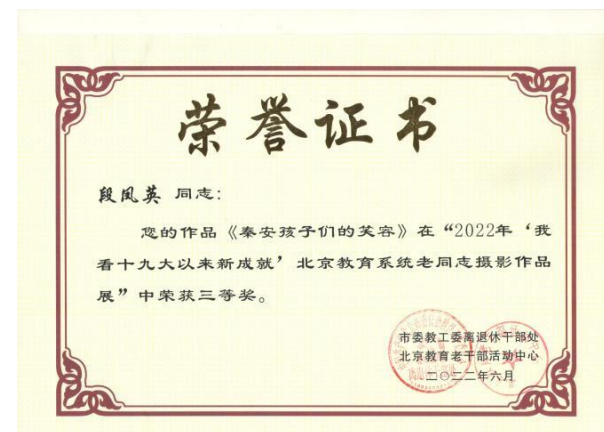 荣誉证书
段凤英 同志:
您的作品《秦安孩子们的笑容》在“2022年‘我
看十九大以来新成就’北京教育系统老同志摄影作品
展”中荣获三等奖。
市委教工委离退休干部处
北京教育老干部活动中心
二〇二二年六月